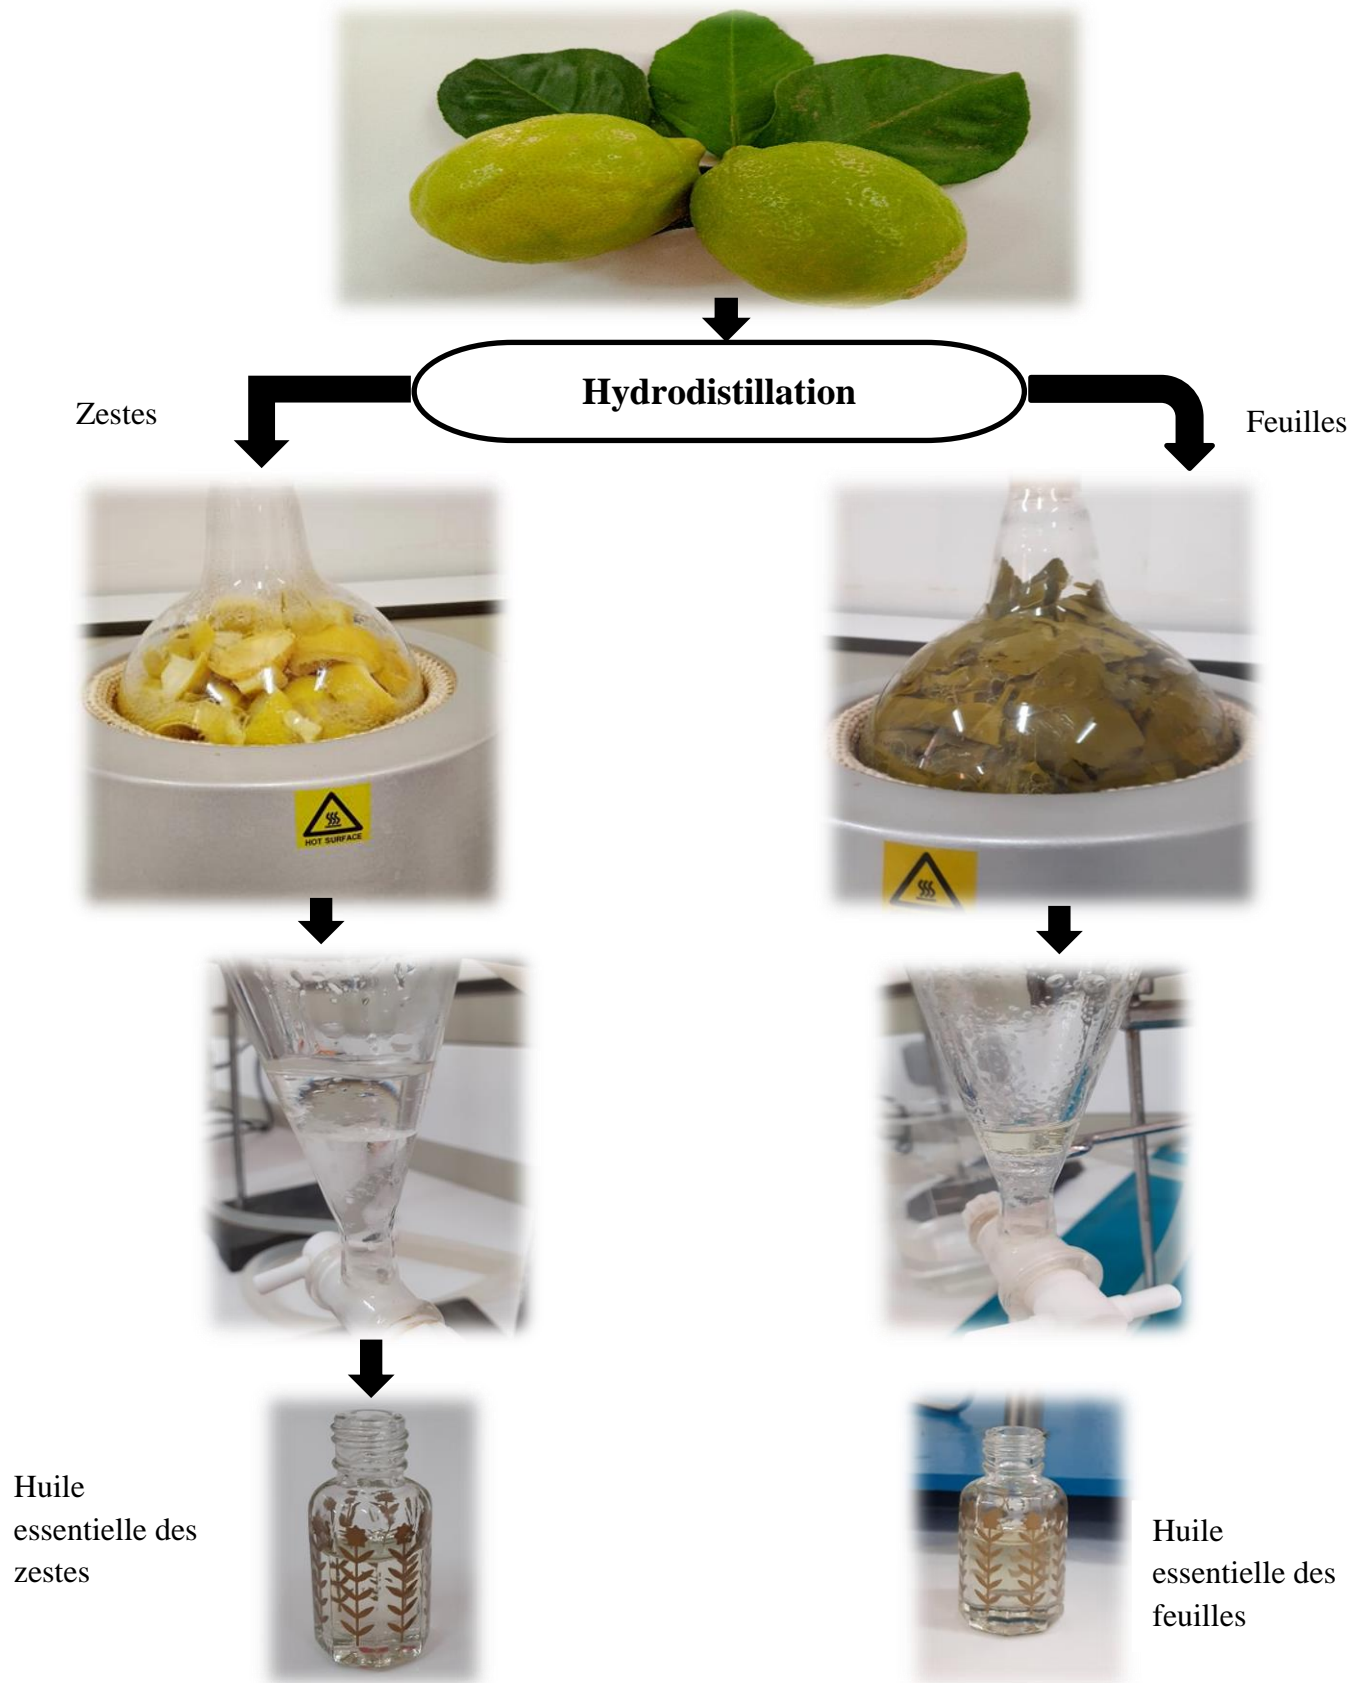 Hydrodistillation
Zestes
Feuilles
HOT SURFACE
Huile
essentielle des
zestes
Huile
essentielle des
feuilles